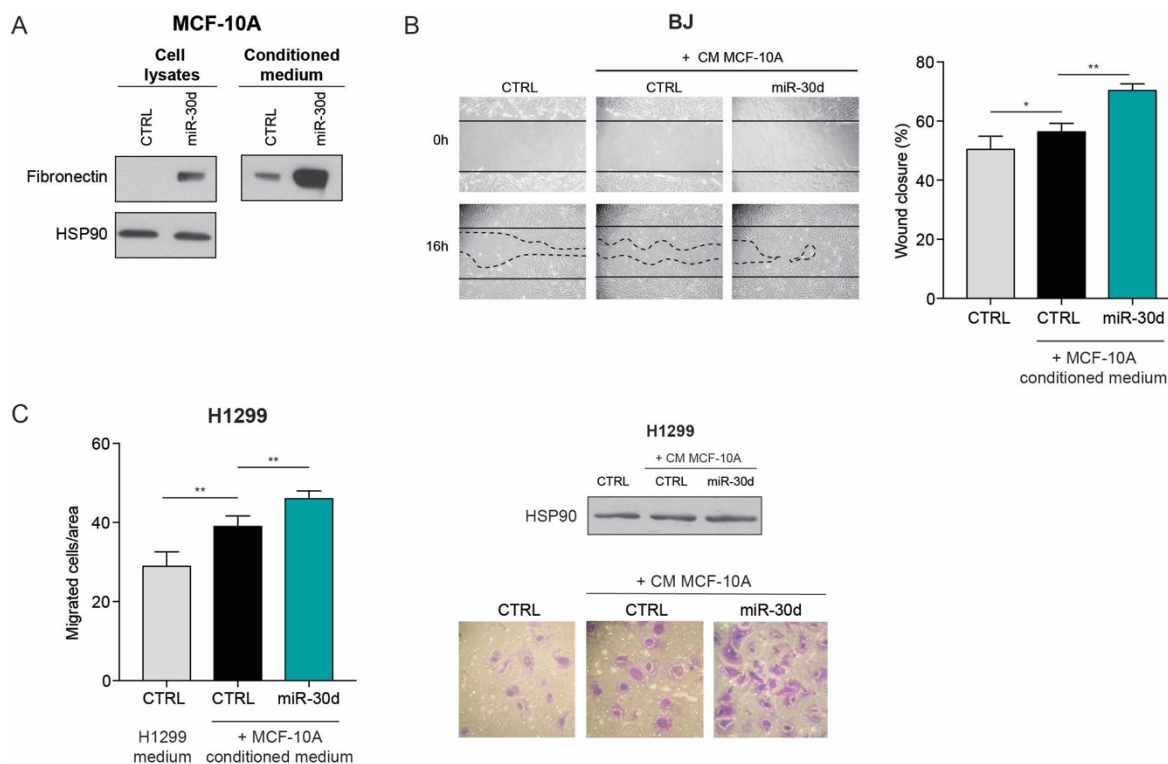 A
MCF-10A
Cell
lysates
Conditioned
medium
CTRL
miR-30d
CTRL
miR-30d
Fibronectin
HSP90
B
BJ
+ CM MCF-10A
CTRL
CTRL
miR-30d
0h
16h
Wound closure (%)
80
60
40
20
0
*
**
CTRL
CTRL
miR-30d
+ MCF-10A
conditioned medium
C
H1299
Migrated cells/area
60
40
20
0
**
**
CTRL
CTRL
miR-30d
H1299
medium
+ MCF-10A
conditioned medium
H1299
+ CM MCF-10A
CTRL
CTRL
miR-30d
HSP90
+ CM MCF-10A
CTRL
CTRL
miR-30d